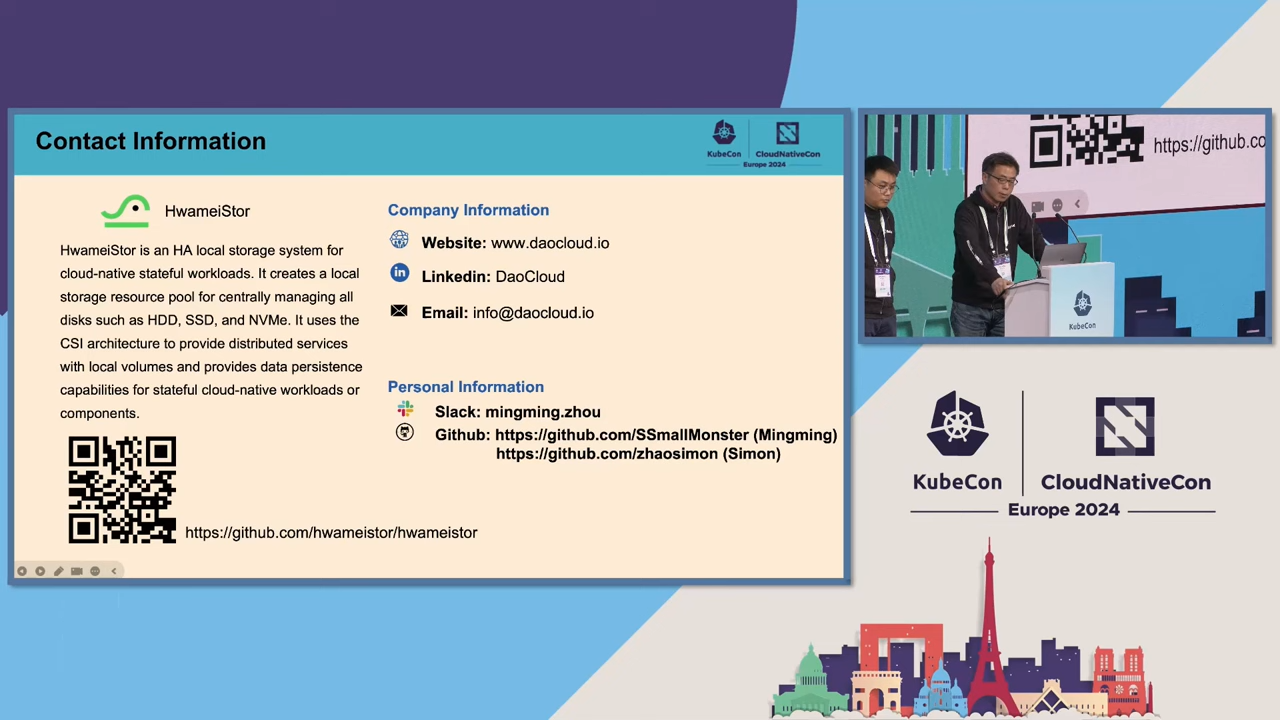 Contact Information
KubeCon
CloudNativeCon
Europe 2024
HwameiStor
HwameiStor is an HA local storage system for
cloud-native stateful workloads. It creates a local
storage resource pool for centrally managing all
disks such as HDD, SSD, and NVMe. It uses the
CSI architecture to provide distributed services
with local volumes and provides data persistence
capabilities for stateful cloud-native workloads or
components.
https://github.com/hwameistor/hwameistor
Company Information
Website: www.daocloud.io
in
Linkedin: DaoCloud
Email: info@daocloud.io
Personal Information
Slack: mingming.zhou
Github: https://github.com/SSmallMonster (Mingming)
https://github.com/zhaosimon (Simon)
https://github.co
KubeCon
KubeCon
CloudNativeCon
Europe 2024